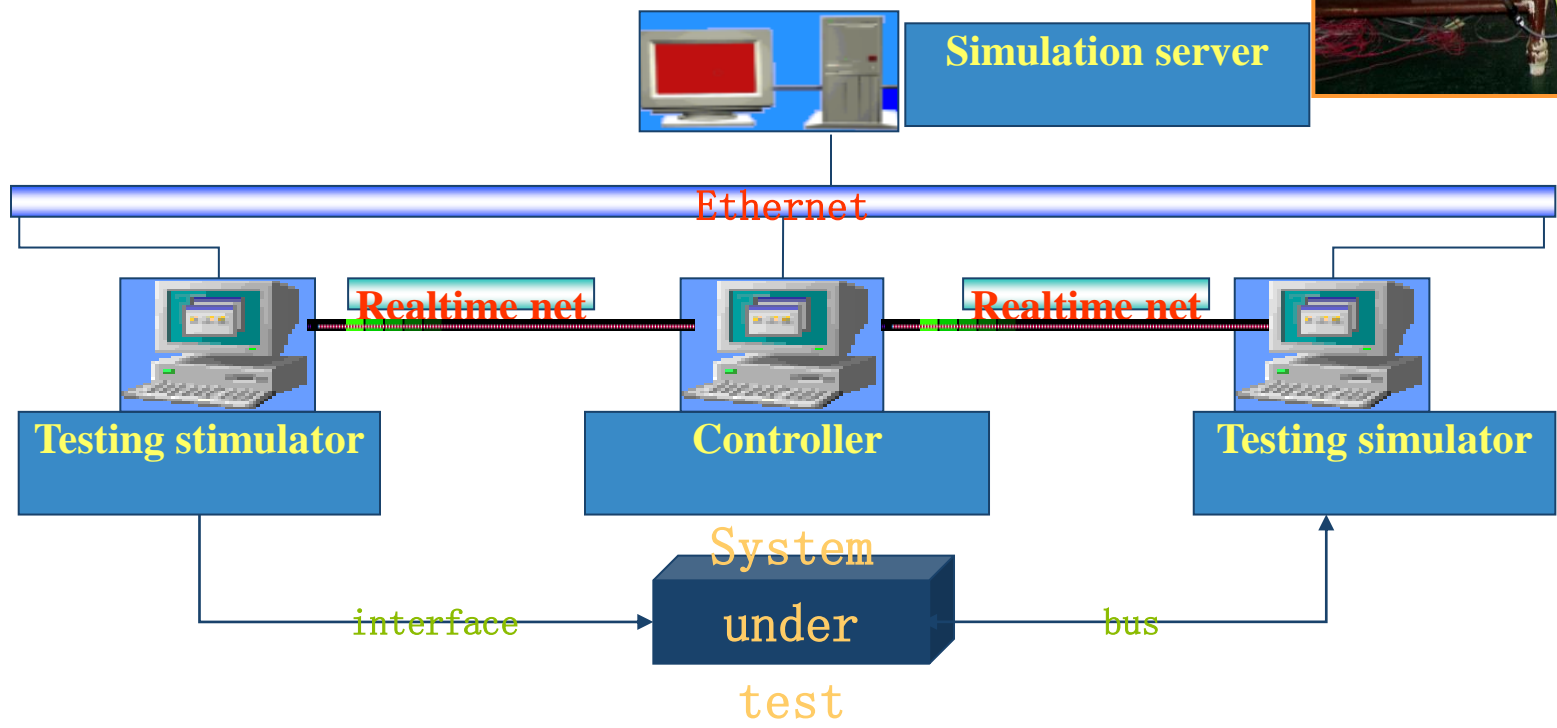 Simulation server
Ethernet
Realtime net
Realtime net
Testing stimulator
Controller
Testing simulator
System
under
test
interface
bus